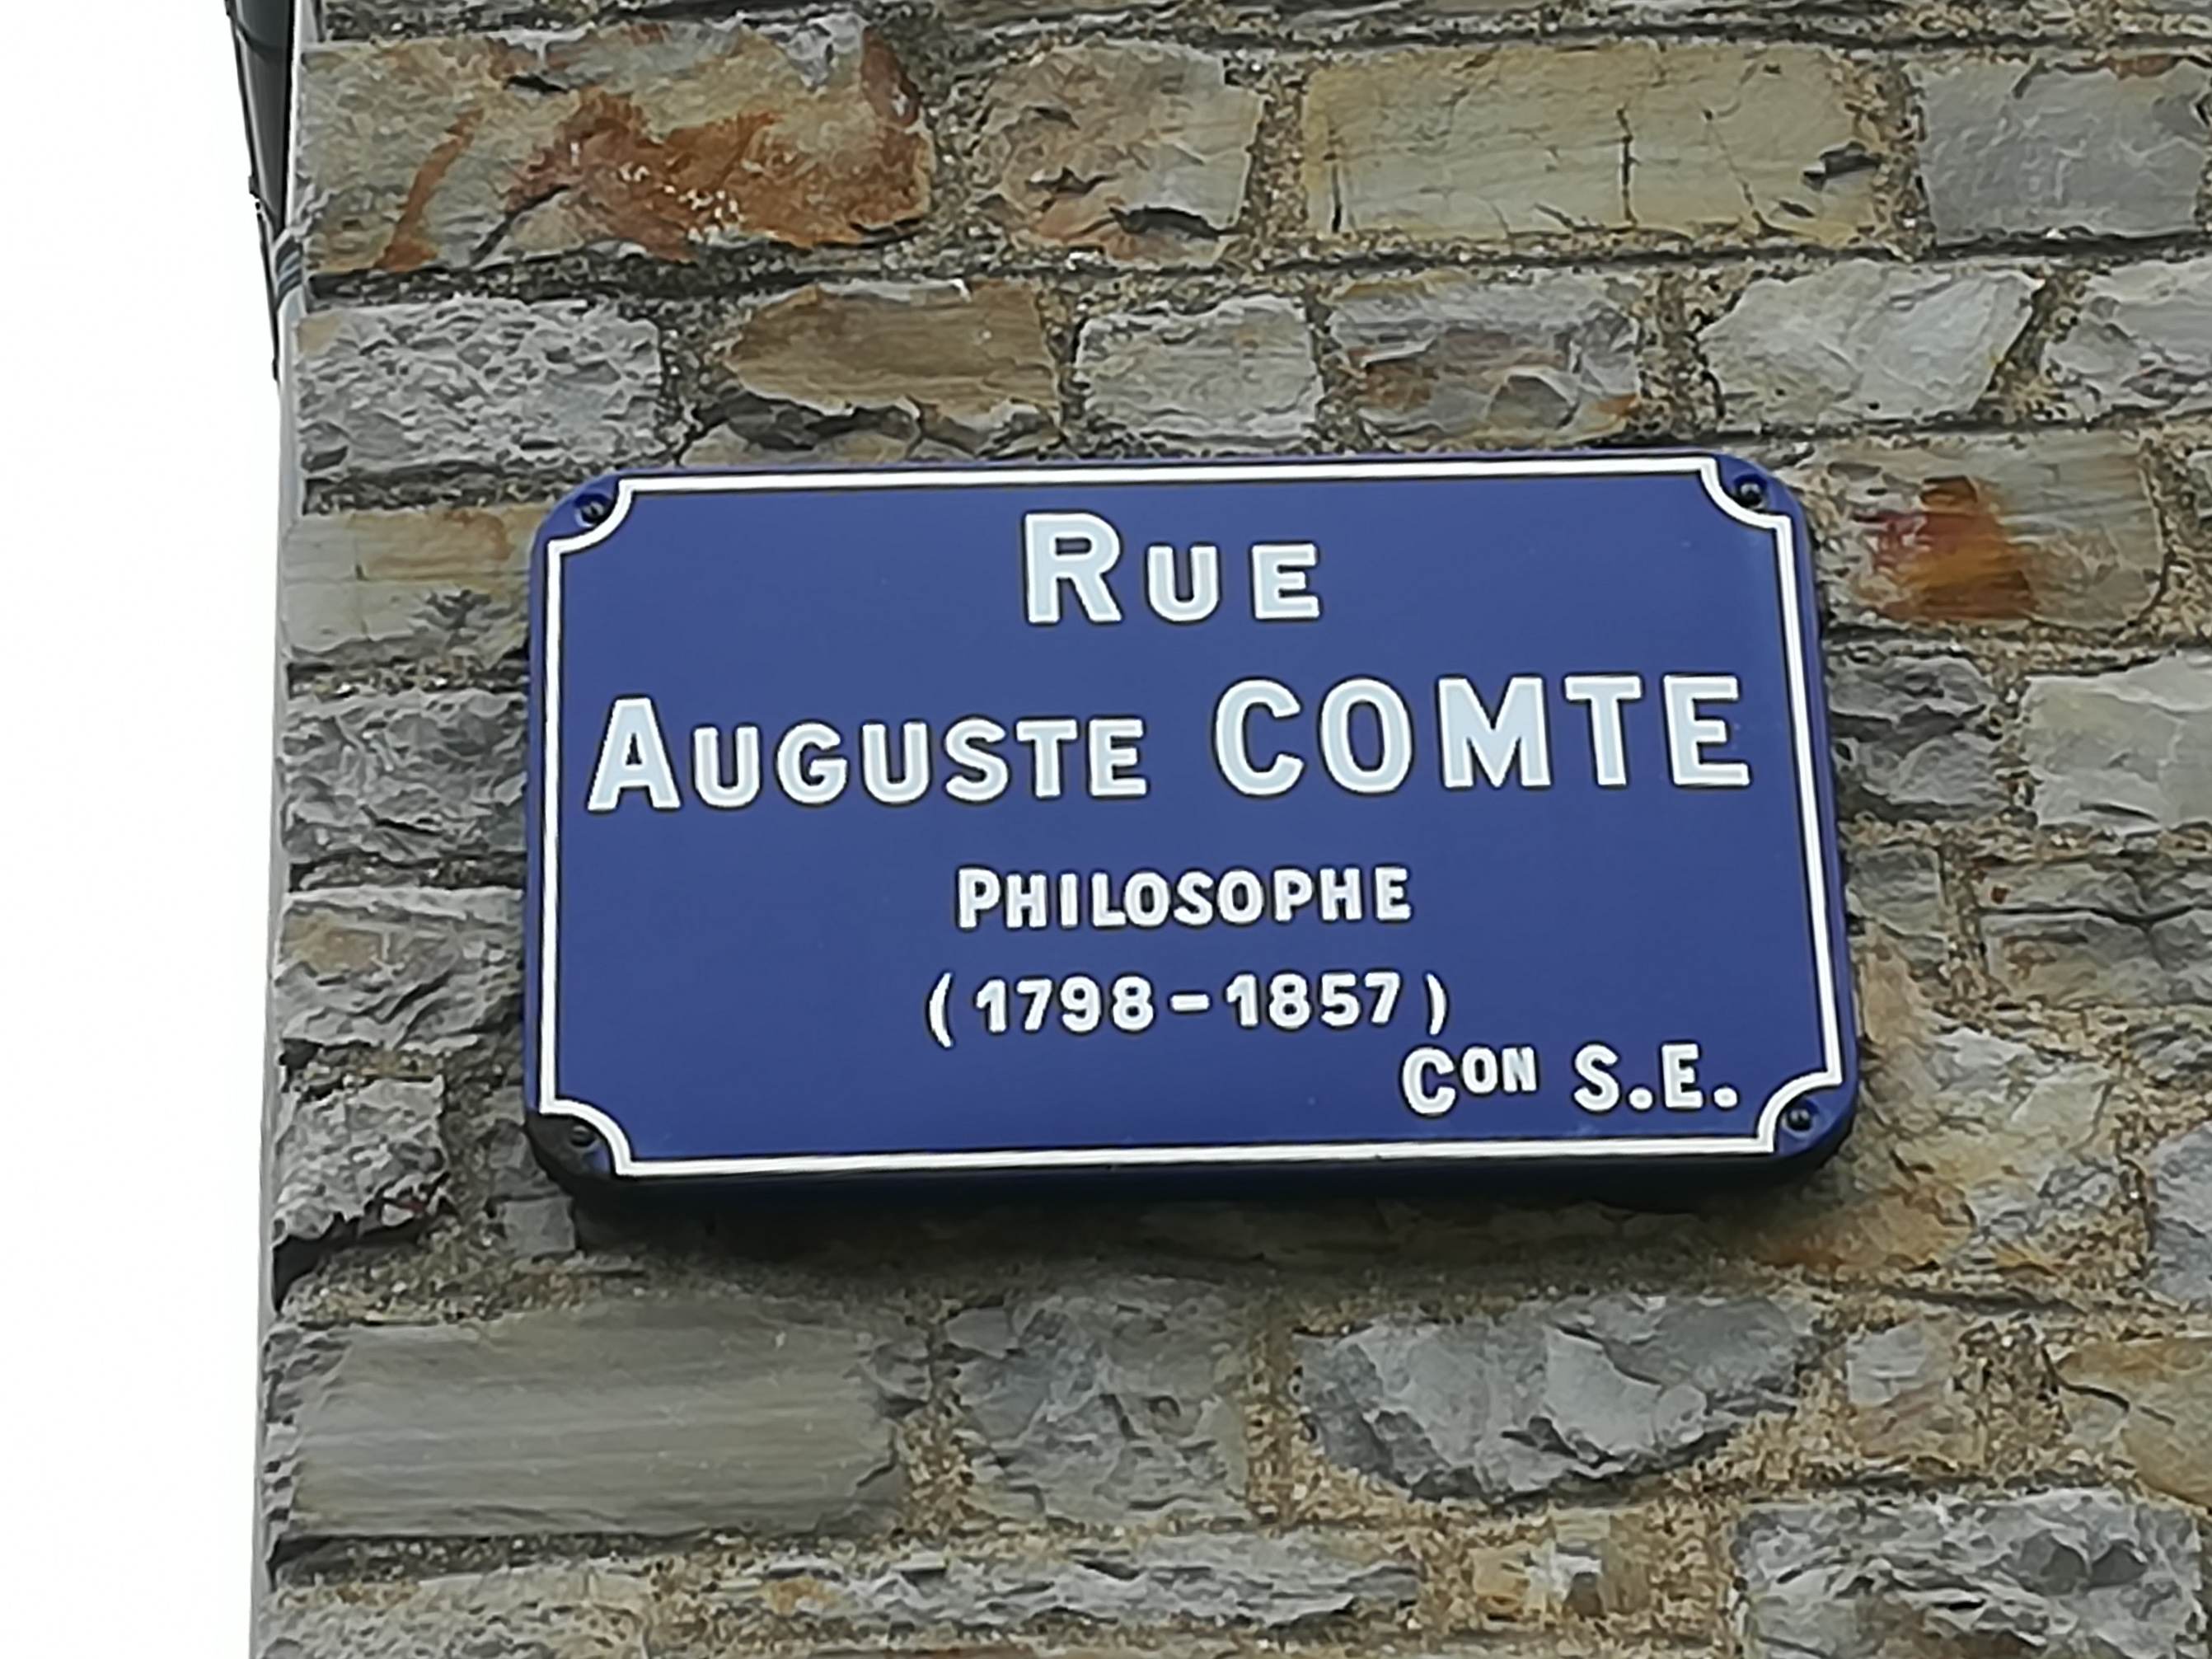 RUE
AUGUSTE COMTE
PHILOSOPHE
(1798-1857)
CON S.E.